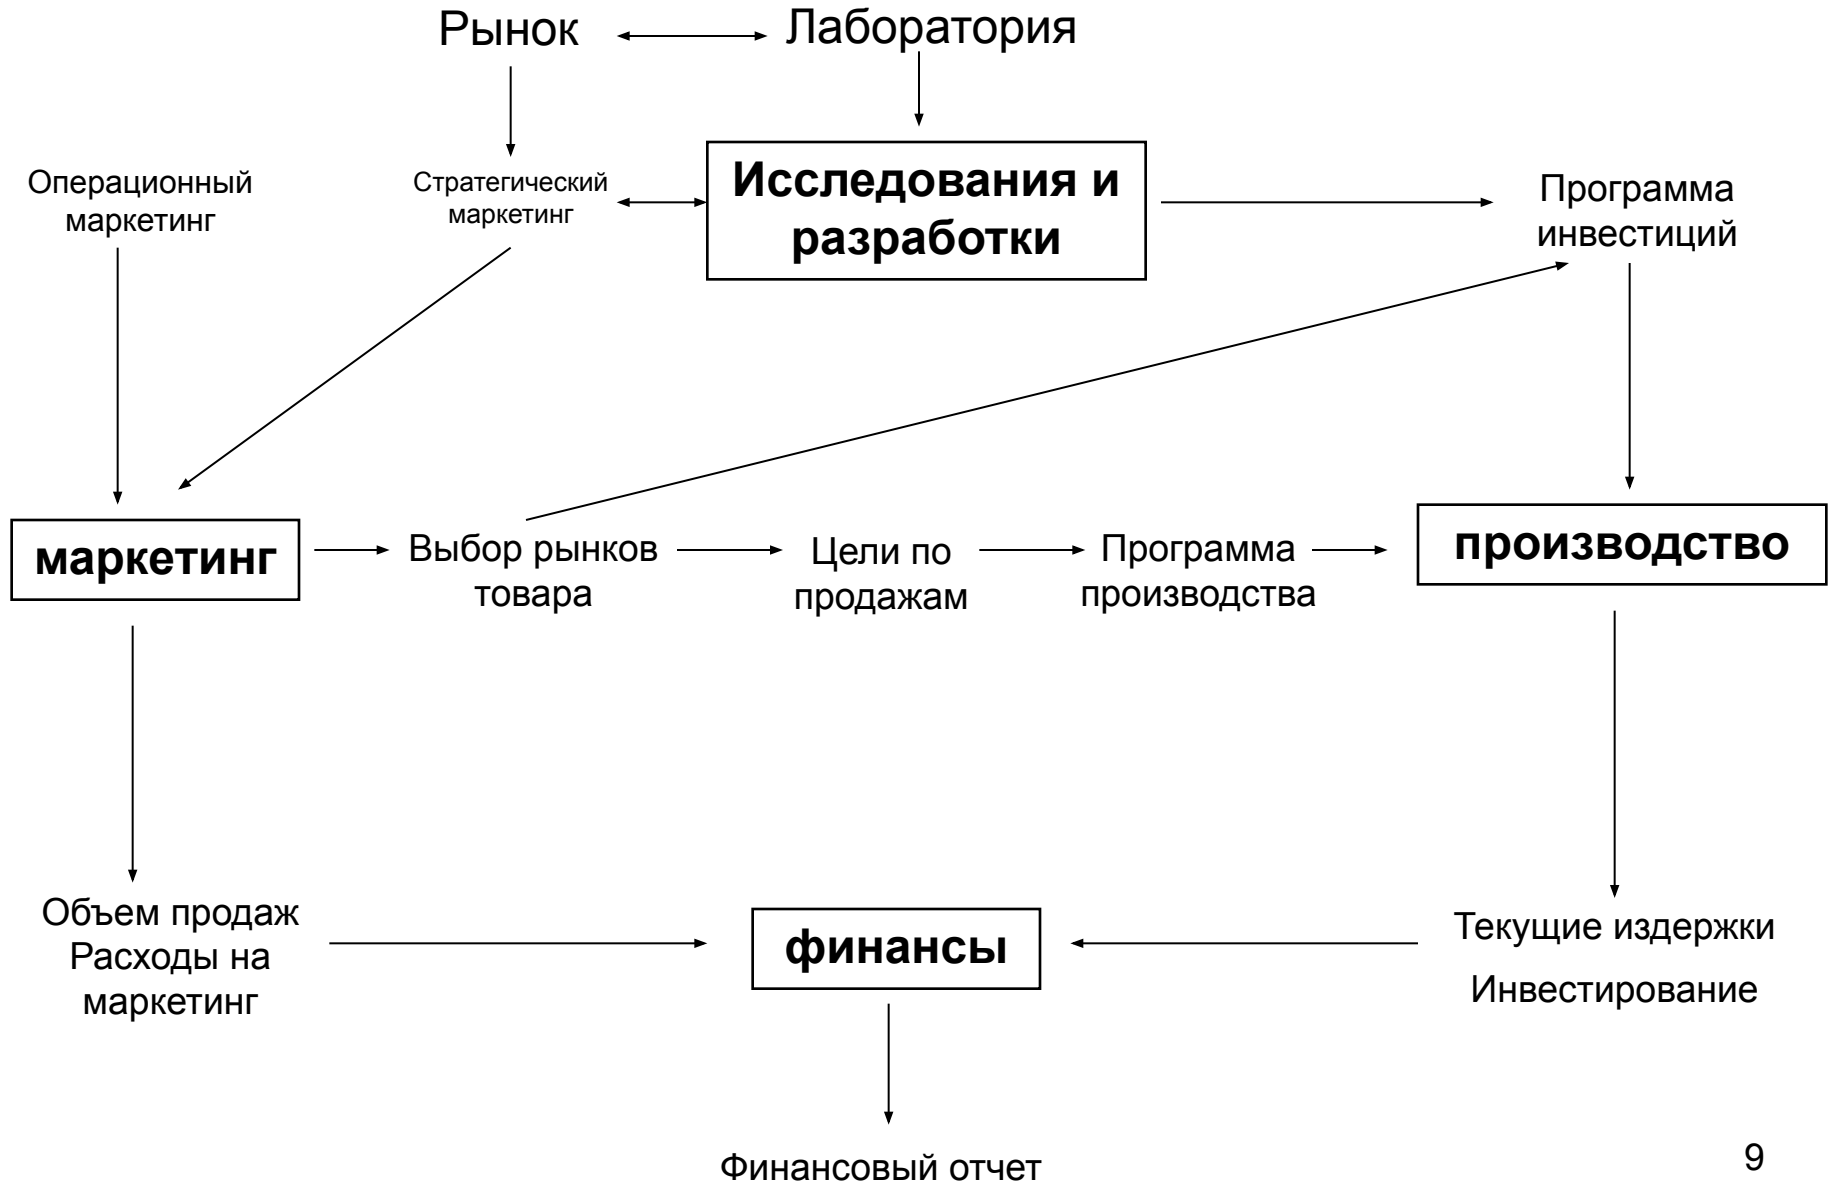 Рынок
Лаборатория
Операционный
маркетинг
Стратегический
маркетинг
Исследования и
разработки
Программа
инвестиций
маркетинг
Выбор рынков
товара
Цели по
продажам
Программа
производства
производство
Объем продаж
Расходы на
маркетинг
финансы
Текущие издержки
Инвестирование
Финансовый отчет
9